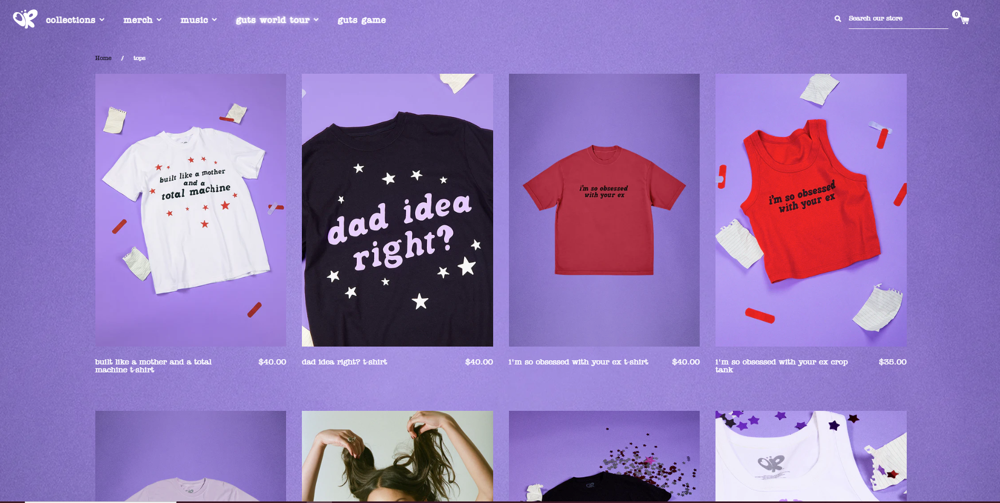 collections
merch
music
guts world tour
guts game
Search our store
0
Home / tops
built like a mother
and a
total machine
dad idea
right?
i'm so obsessed
with your ex
i'm so obsessed
with your ex
built like a mother and a total
machine t-shirt
$40.00
dad idea right? t-shirt
$40.00
i'm so obsessed with your ex t-shirt
$40.00
i'm so obsessed with your ex crop
tank
$35.00